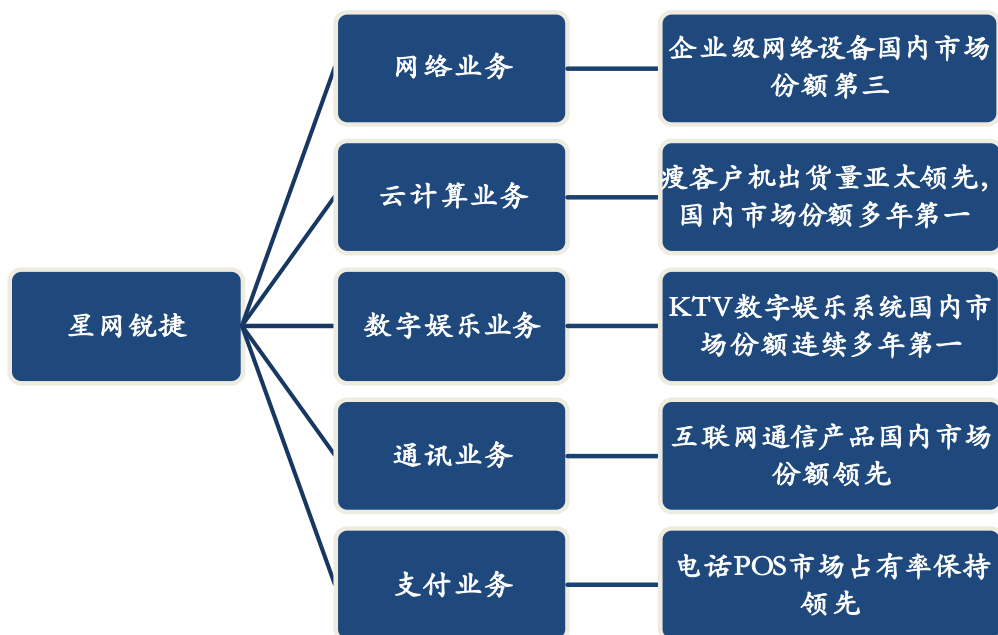 网络业务
企业级网络设备国内市场
份额第三
云计算业务
瘦客户机出货量亚太领先,
国内市场份额多年第一
星网锐捷
数字娱乐业务
KTV数字娱乐系统国内市
场份额连续多年第一
通讯业务
互联网通信产品国内市场
份额领先
支付业务
电话POS市场占有率保持
领先